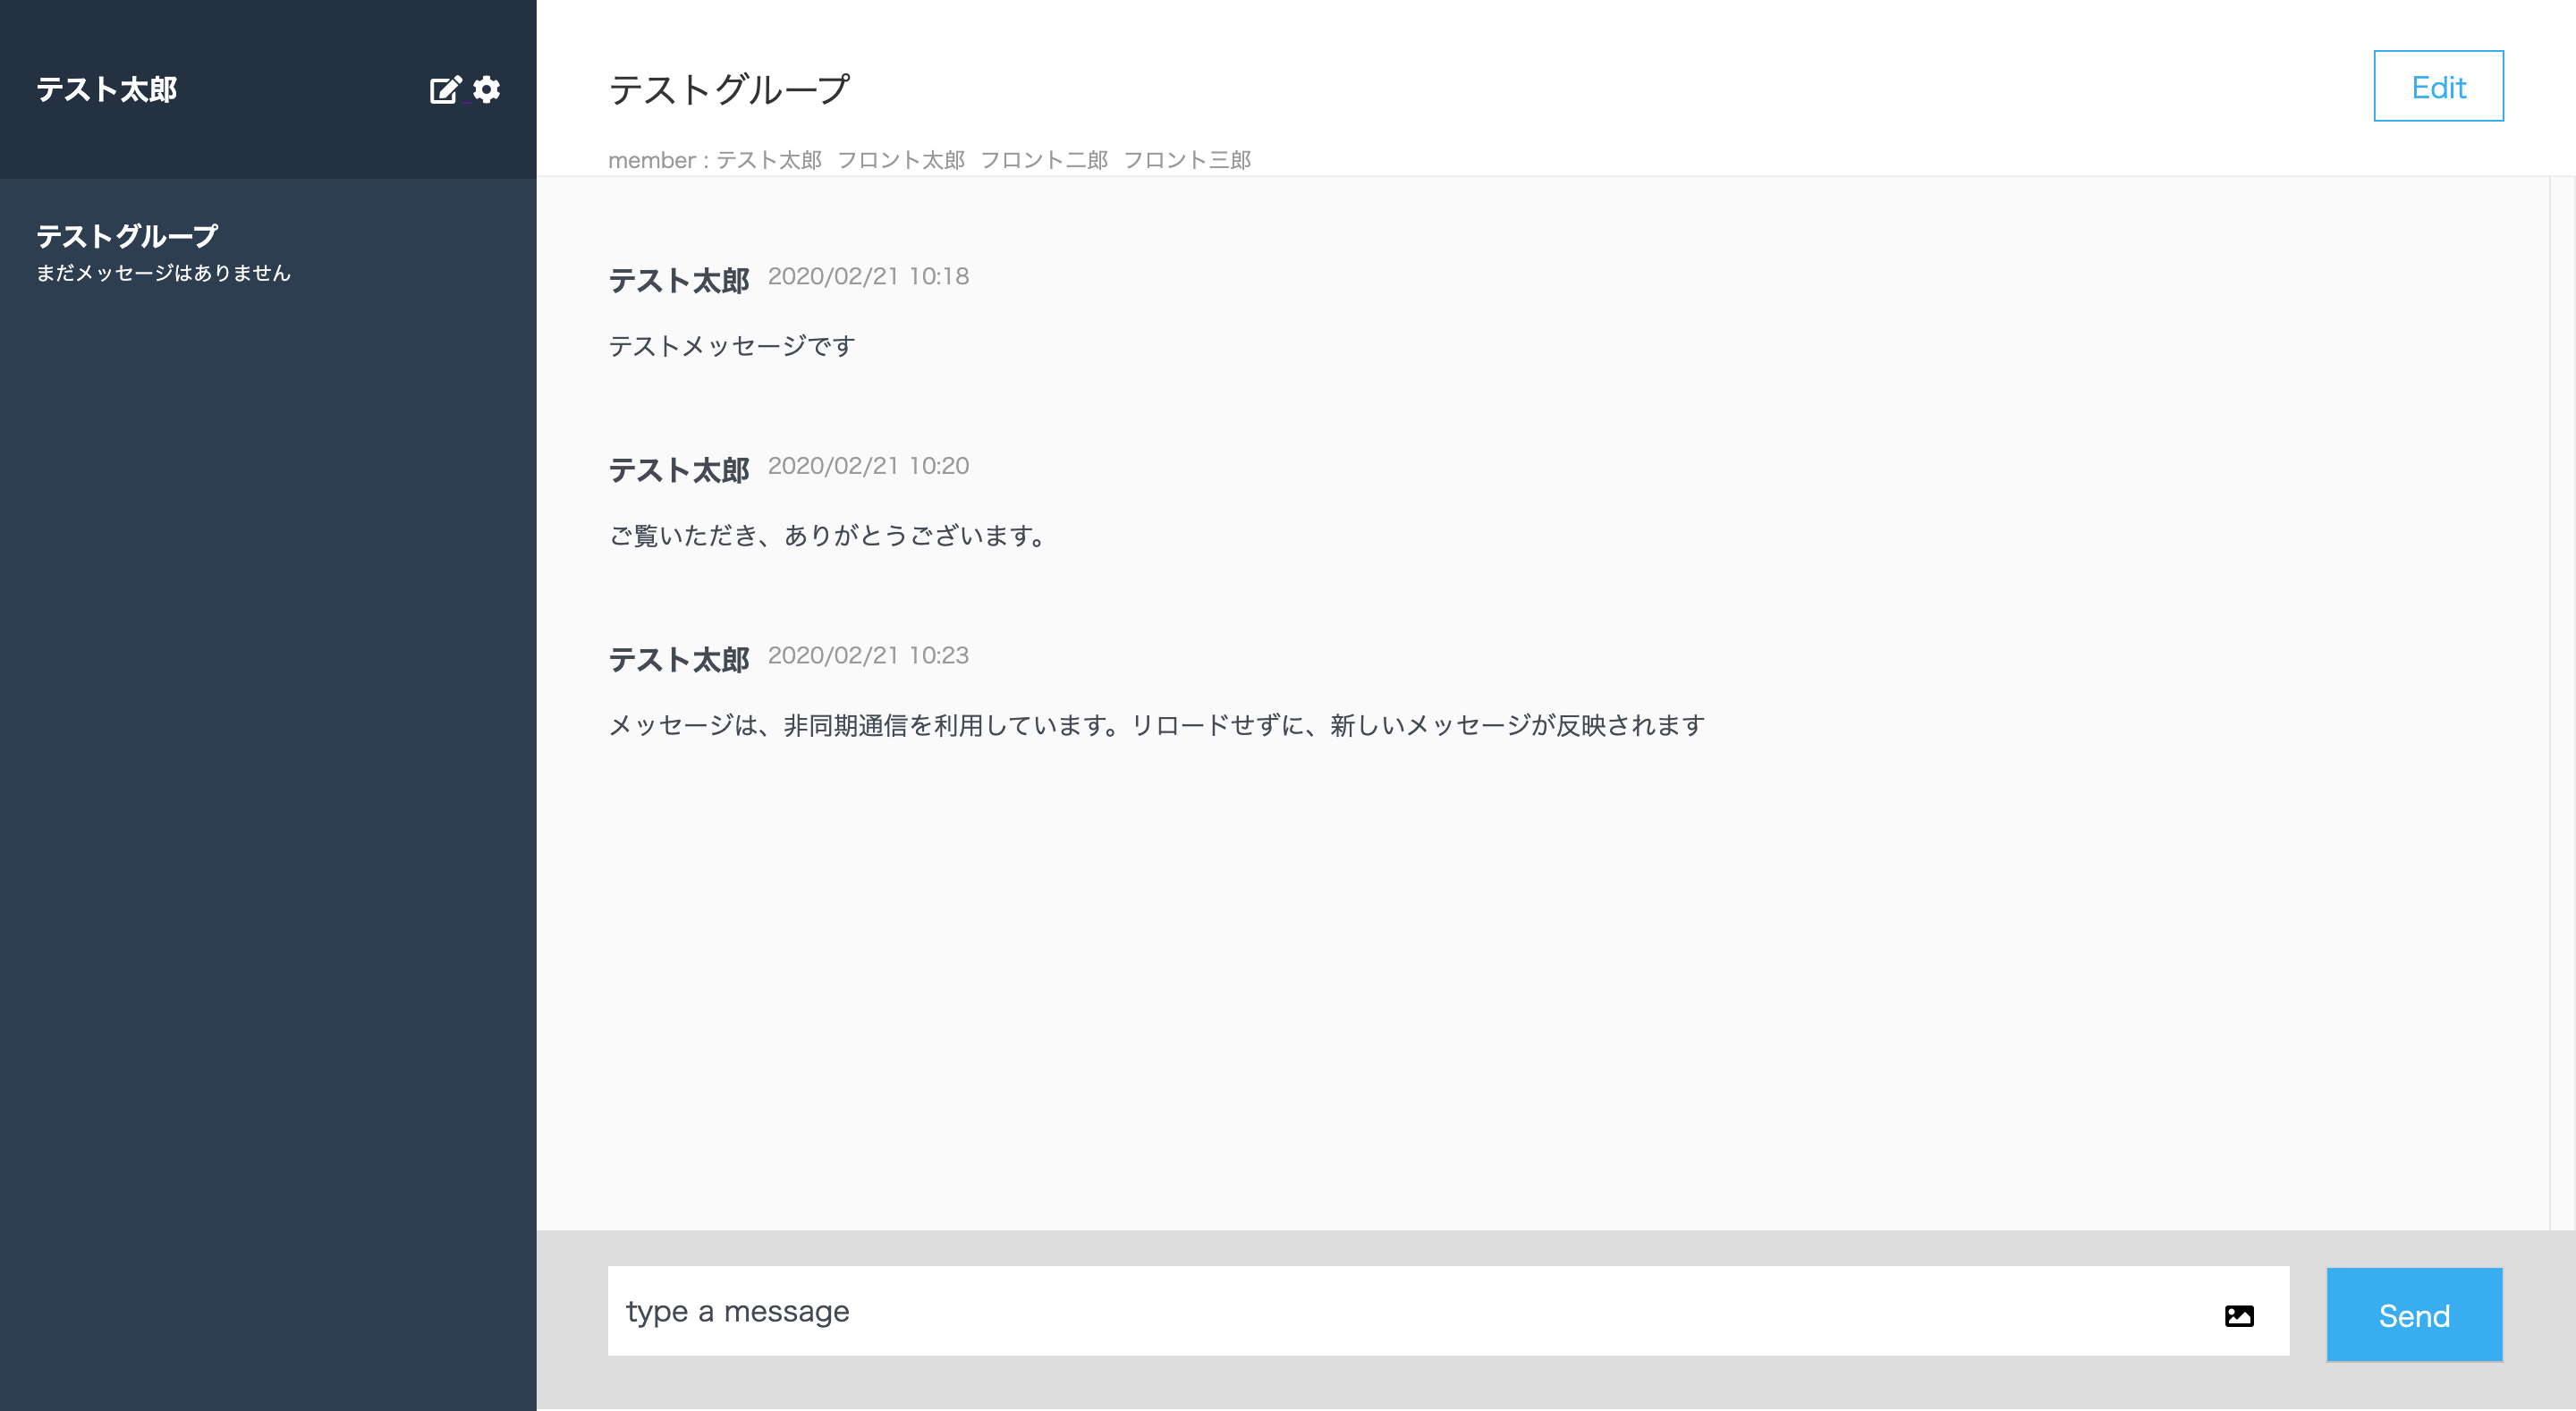 テスト太郎
テストグループ
まだメッセージはありません
テストグループ
Edit
member : テスト太郎 フロント太郎 フロント二郎 フロント三郎
テスト太郎 2020/02/21 10:18
テストメッセージです
テスト太郎 2020/02/21 10:20
ご覧いただき、ありがとうございます。
テスト太郎 2020/02/21 10:23
メッセージは、非同期通信を利用しています。リロードせずに、新しいメッセージが反映されます
type a message
Send